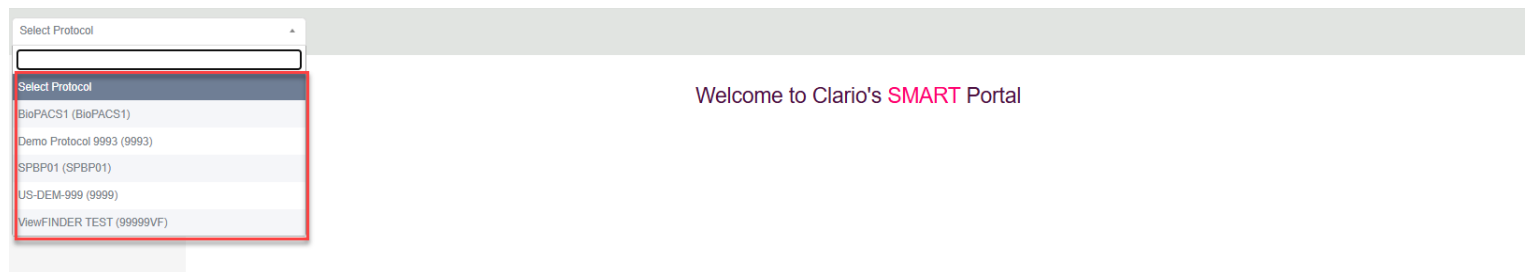 Select Protocol
Welcome to Clario's SMART Portal
Select Protocol
BioPACS1 (BioPACS1)
Demo Protocol 9993 (9993)
SPBP01 (SPBP01)
US-DEM-999 (9999)
ViewFINDER TEST (99999VF)